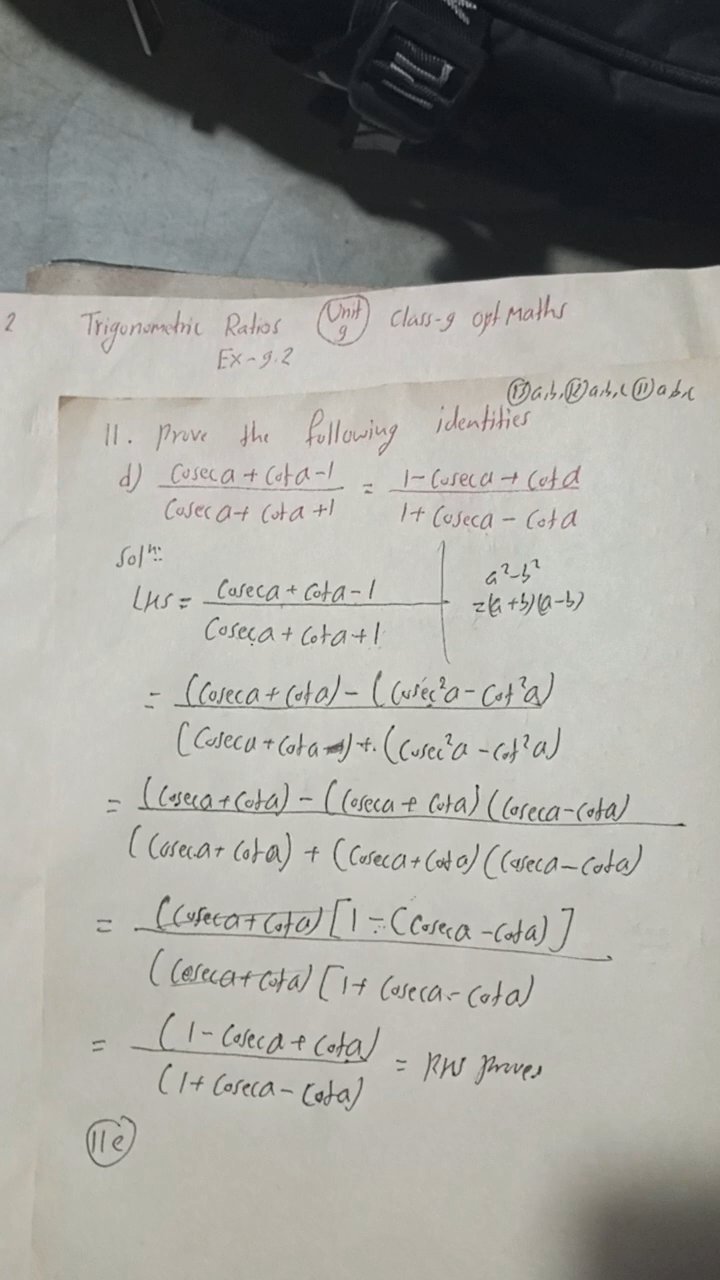 2 Trigonometric Ratios (Unit 9) Class-9 opt Maths
Ex-9.2
(13)a,b,(12)a,b,c(11)a,b,c
11. prove the following identities
d) (Coseca + Cota-1)/(Coseca + Cota +1) = (1-Coseca + Cota)/(1+Coseca - Cota)
Solⁿ:
a²-b²
LHS = (Coseca + Cota-1)/(Coseca + Cota+1)
=(a+b)(a-b)
= ((Coseca + Cota) - (Cosec²a - Cot²a)/((Coseca + Cota) + (Cosec²a - Cot²a)
= ((Coseca + Cota) - (Coseca + Cota)(Coseca-Cota)/((Coseca + Cota) + (Coseca+Cota)(Coseca-Cota)
= ((Coseca+Cota)[1-(Coseca-Cota)]/((Coseca+Cota)[1+ Coseca-Cota)
= (1-Coseca + Cota)/(1+Coseca-Cota) = RHS
(11e)